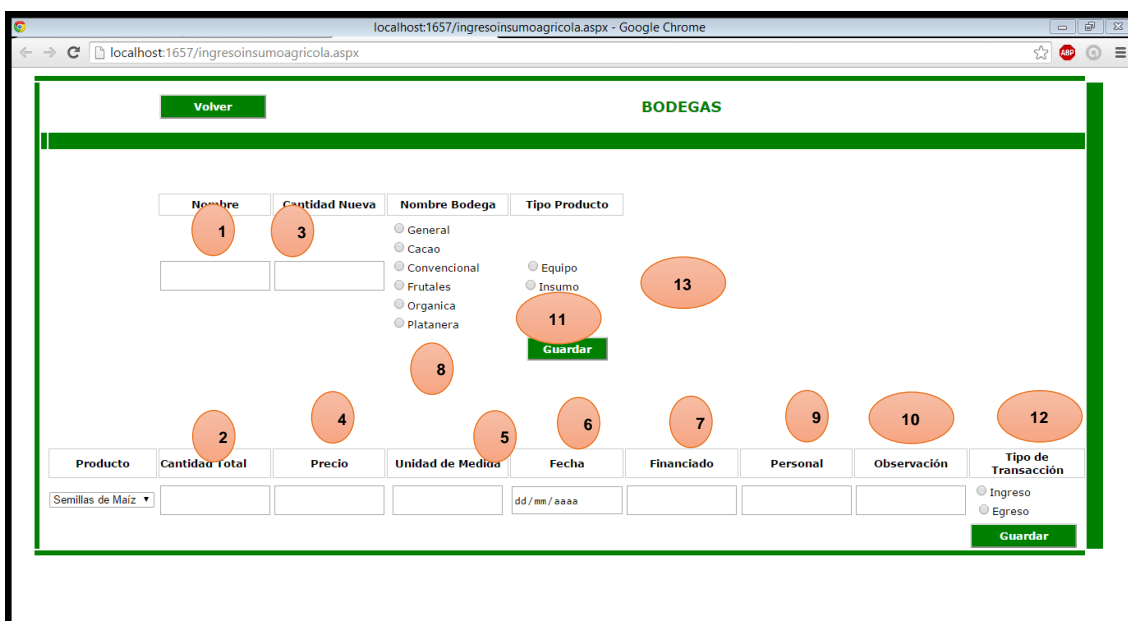 localhost:1657/ingresoinsumoagricola.aspx - Google Chrome
localhost:1657/ingresoinsumoagricola.aspx
ABP
Volver
BODEGAS
Nombre Cantidad Nueva Nombre Bodega Tipo Producto
1 3
General
Cacao
Convencional
Frutales
Organica
Platanera
Equipo
Insumo
13
11
Guardar
8
2 4 5 6 7 9 10 12
Producto Cantidad Total Precio Unidad de Medida Fecha Financiado Personal Observación Tipo de
Transacción
Semillas de Maíz dd/mm/aaaa
Ingreso
Egreso
Guardar